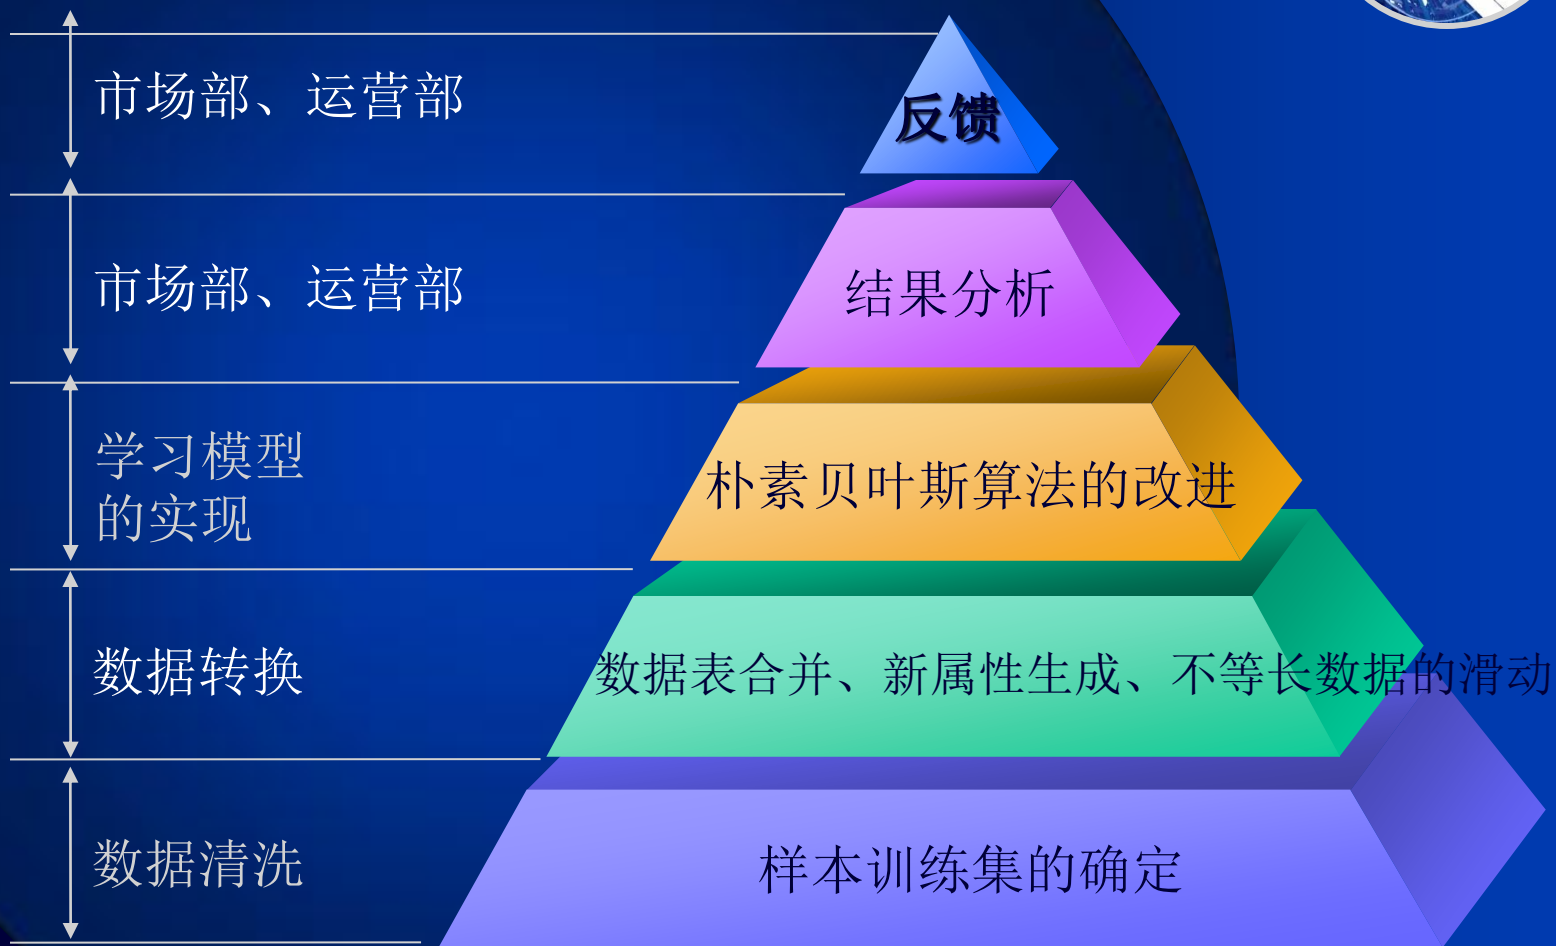 市场部、运营部
反馈
市场部、运营部
结果分析
学习模型
的实现
朴素贝叶斯算法的改进
数据转换
数据表合并、新属性生成、不等长数据的滑动
数据清洗
样本训练集的确定